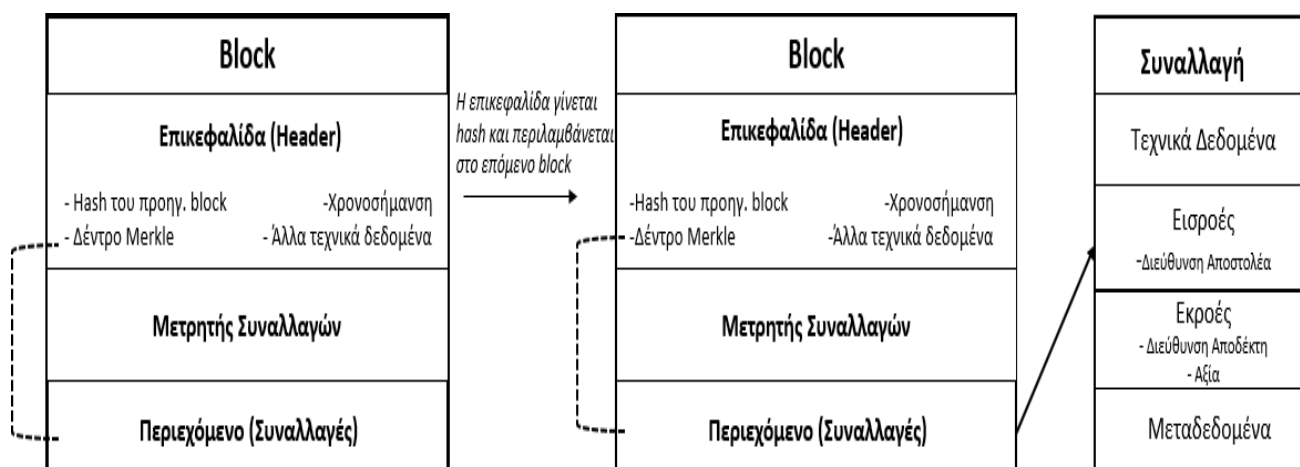 Block
Επικεφαλίδα (Header)
- Hash του προηγ. block -Χρονοσήμανση
- Δέντρο Merkle - Άλλα τεχνικά δεδομένα
Μετρητής Συναλλαγών
Περιεχόμενο (Συναλλαγές)
Η επικεφαλίδα γίνεται
hash και περιλαμβάνεται
στο επόμενο block
Block
Επικεφαλίδα (Header)
-Hash του προηγ. block -Χρονοσήμανση
-Δέντρο Merkle -Άλλα τεχνικά δεδομένα
Μετρητής Συναλλαγών
Περιεχόμενο (Συναλλαγές)
Συναλλαγή
Τεχνικά Δεδομένα
Εισροές
-Διεύθυνση Αποστολέα
Εκροές
- Διεύθυνση Αποδέκτη
- Αξία
Μεταδεδομένα